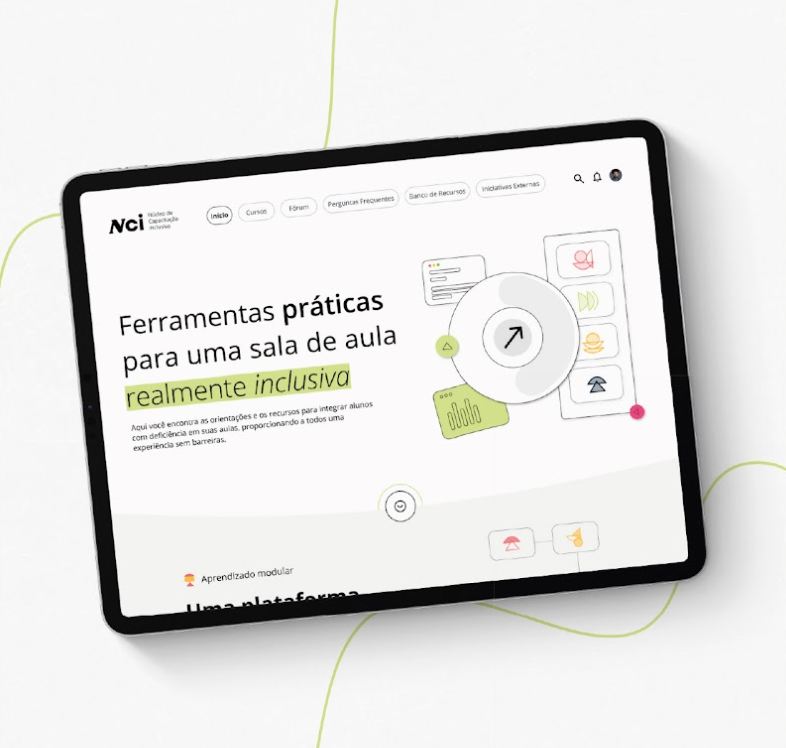 Nci
Núcleo de
Capacitação
Inclusiva
Início
Cursos
Fórum
Perguntas Frequentes
Banco de Recursos
Iniciativas Externas
Ferramentas práticas
para uma sala de aula
realmente inclusiva
Aqui você encontra as orientações e os recursos para integrar alunos
com deficiência em suas aulas, proporcionando a todos uma
experiência sem barreiras.
Aprendizado modular
Uma plataforma